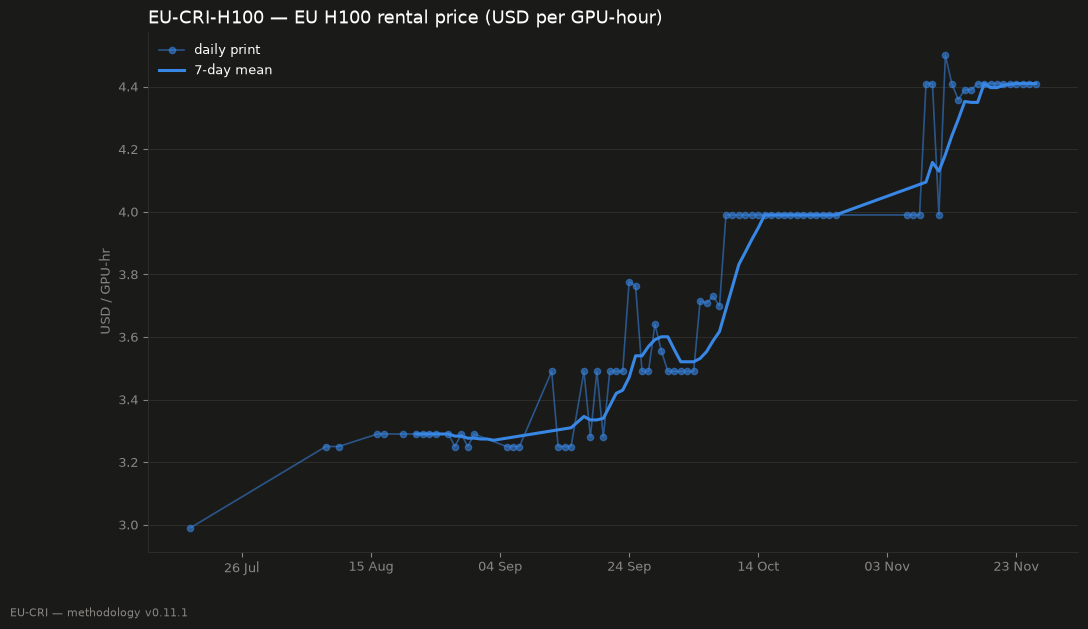 EU-CRI-H100 — EU H100 rental price (USD per GPU-hour)
daily print
7-day mean
USD / GPU-hr
4.4
4.2
4.0
3.8
3.6
3.4
3.2
3.0
26 Jul
15 Aug
04 Sep
24 Sep
14 Oct
03 Nov
23 Nov
EU-CRI — methodology v0.11.1